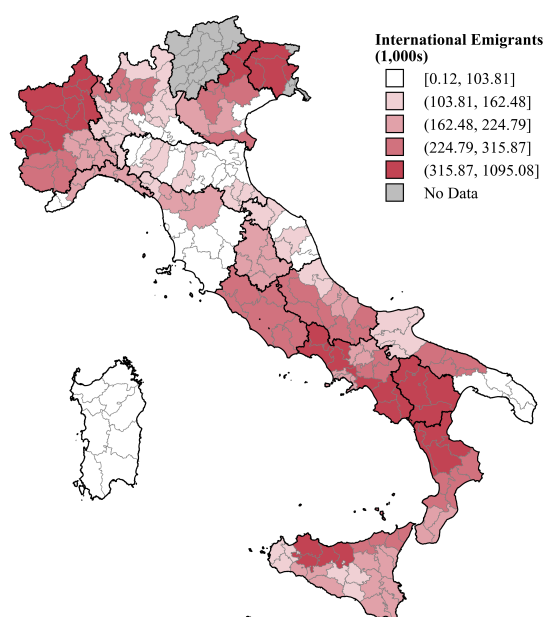 International Emigrants
(1,000s)
[0.12, 103.81]
(103.81, 162.48]
(162.48, 224.79]
(224.79, 315.87]
(315.87, 1095.08]
No Data